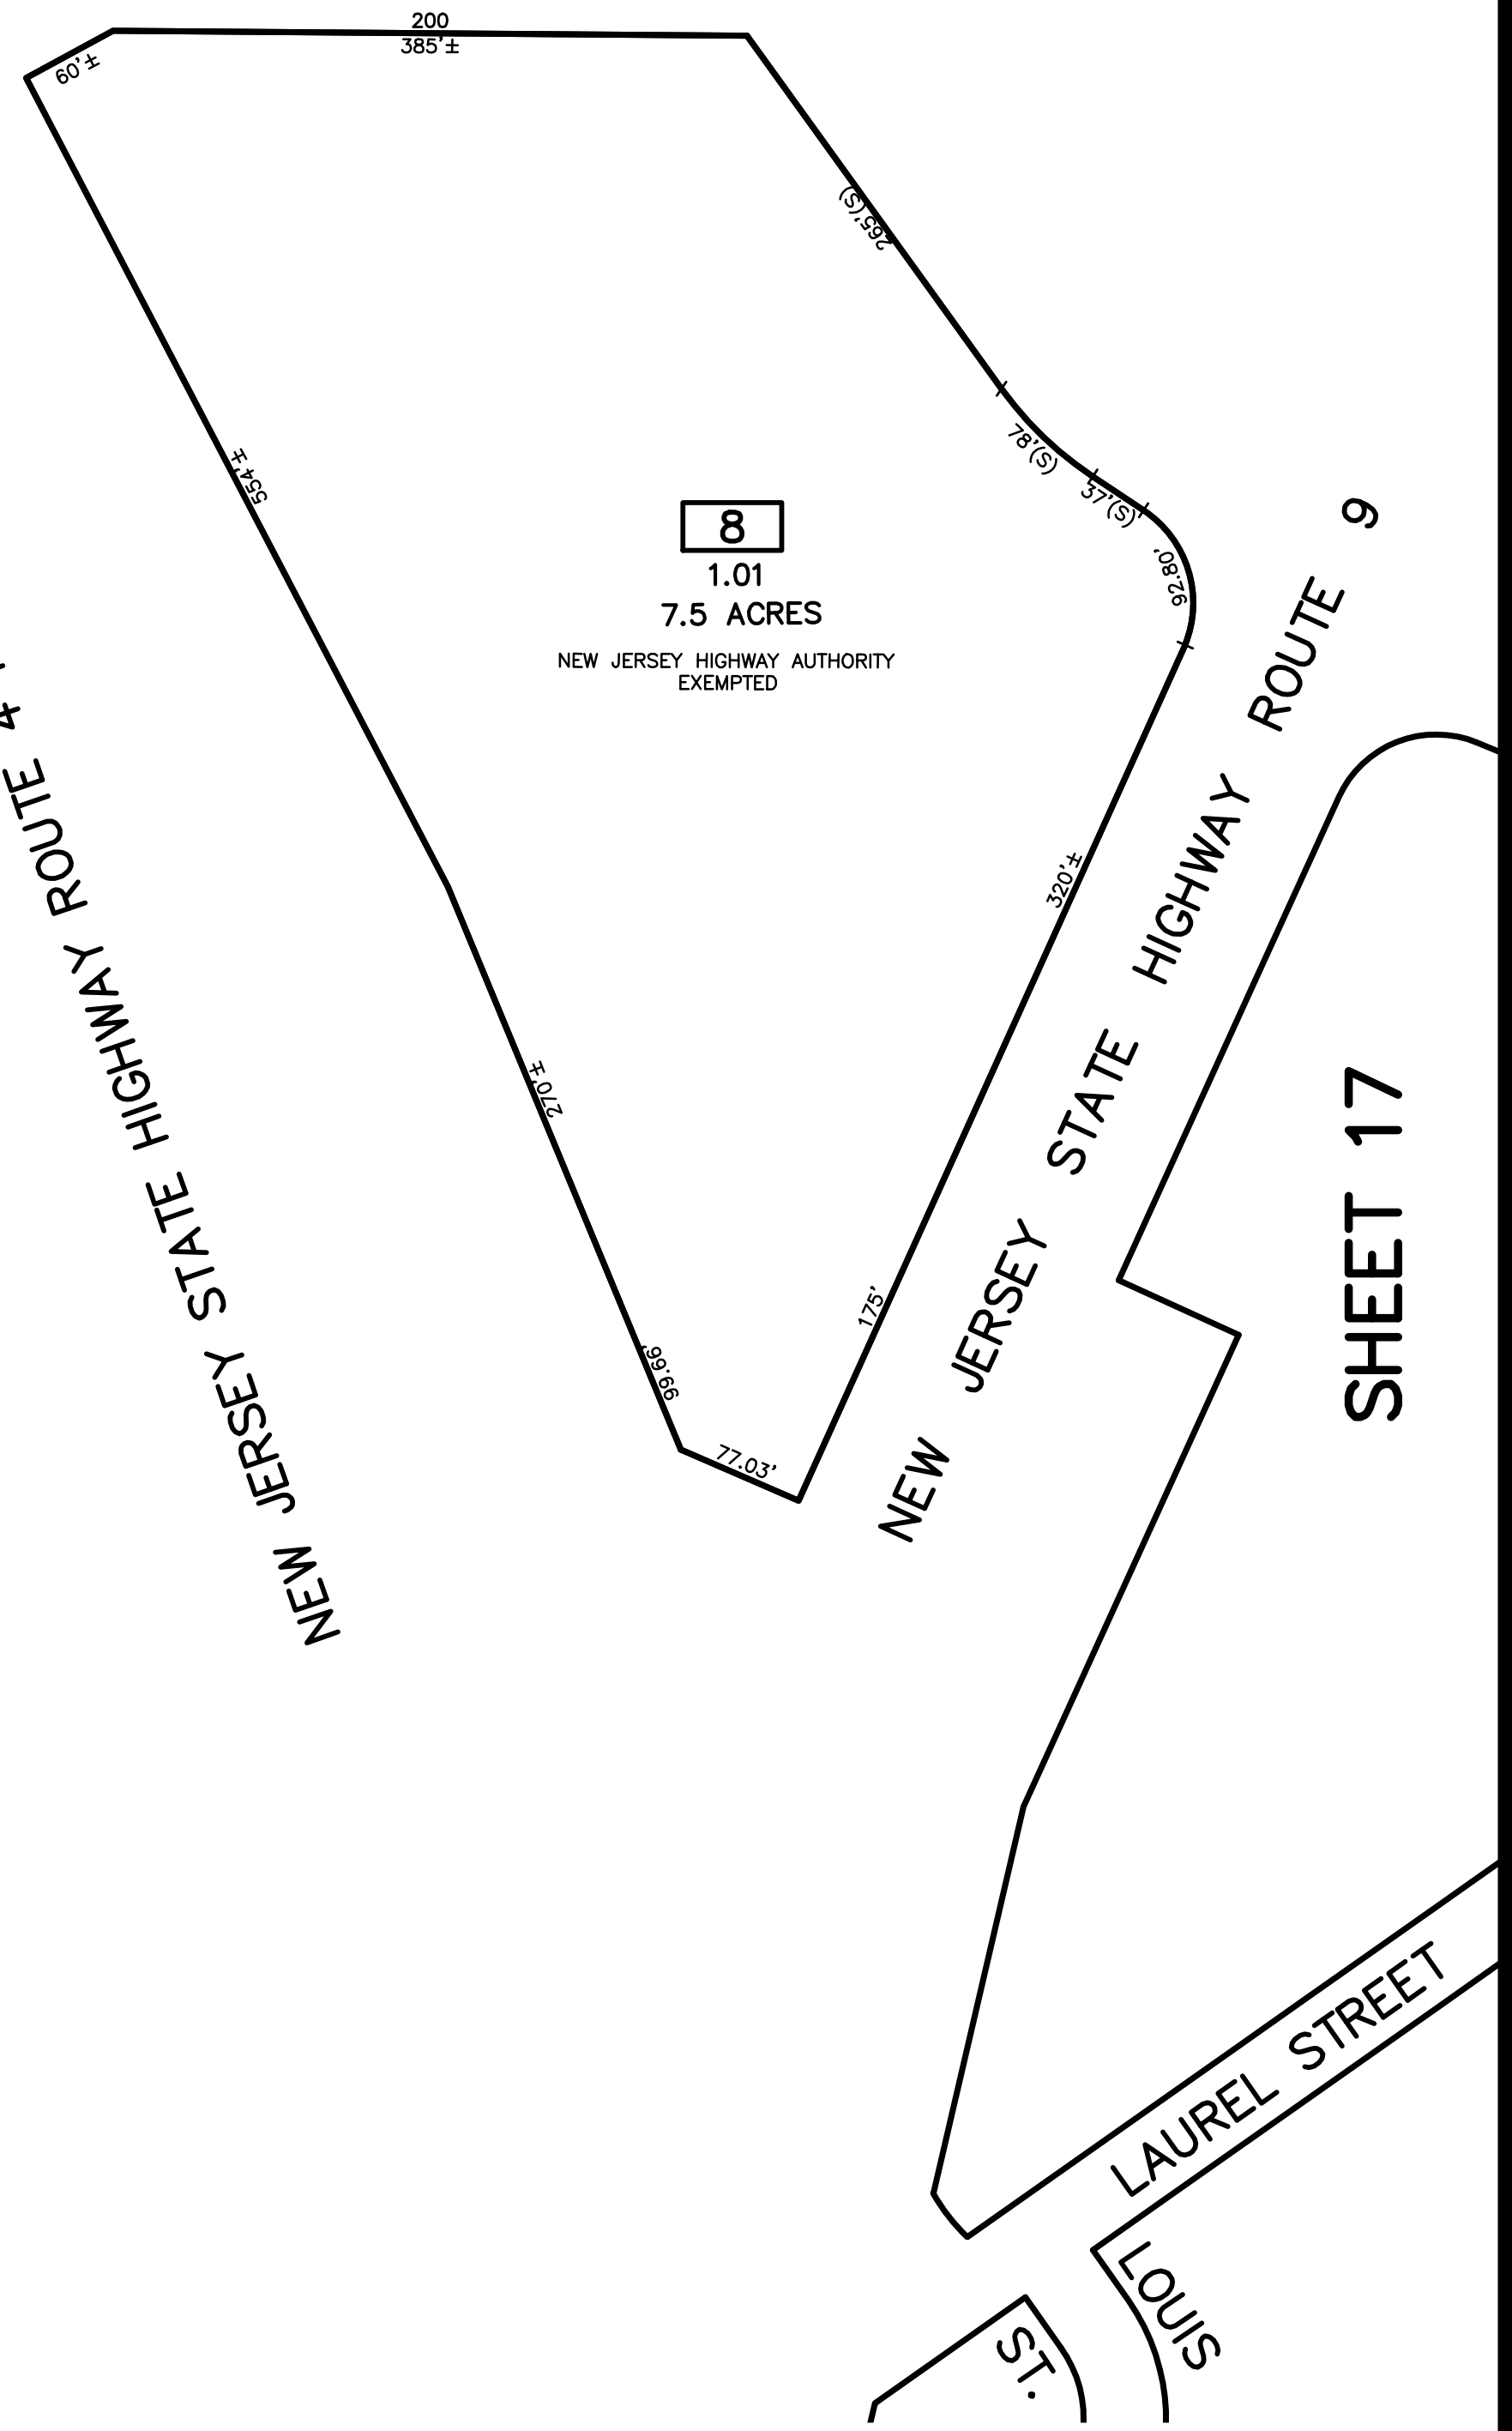 200
385'±
60'±
265'(S)
78'(S)
37'(S)
92.80'
554'±
8
1.01
7.5 ACRES
NEW JERSEY HIGHWAY AUTHORITY
EXEMPTED
320'±
270'±
175'
99.66'
77.03'
NEW JERSEY STATE HIGHWAY ROUTE 9
NEW JERSEY STATE HIGHWAY ROUTE 4
SHEET 17
LAUREL STREET
LOUIS
ST.